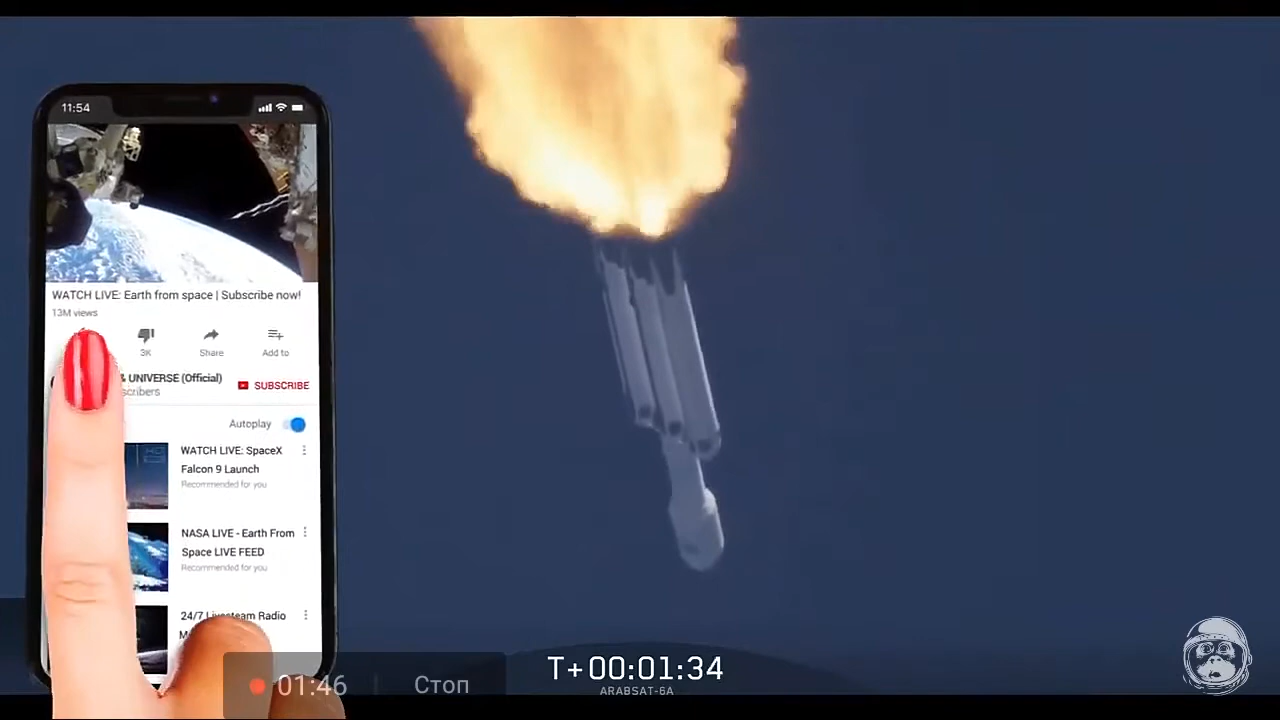 11:54
WATCH LIVE: Earth from space | Subscribe now!
13M views
3K
Share
Add to
& UNIVERSE (Official)
scribers
SUBSCRIBE
Autoplay
WATCH LIVE: SpaceX
Falcon 9 Launch
Recommended for you
NASA LIVE - Earth From
Space LIVE FEED
Recommended for you
24/7 Livesteam Radio
01:46
Стоп
T+00:01:34
ARABSAT-6A